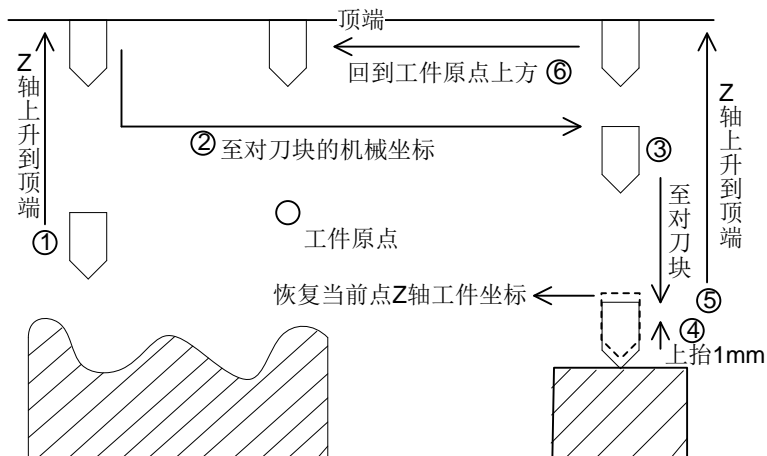 顶端
Z轴上升到顶端
①
回到工件原点上方⑥
②至对刀块的机械坐标
③
至对刀块
Z轴上升到顶端
工件原点
恢复当前点Z轴工件坐标
⑤
④
上抬1mm